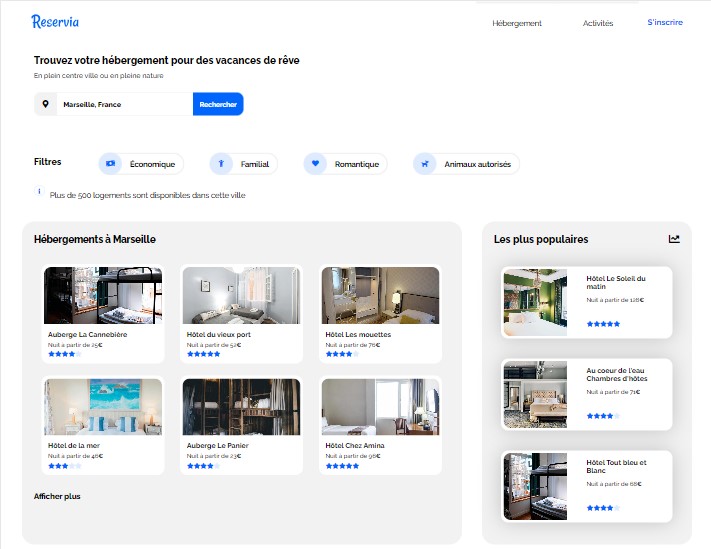 Reservia
Hébergement
Activités
S'inscrire
Trouvez votre hébergement pour des vacances de rêve
En plein centre ville ou en pleine nature
Marseille, France
Rechercher
Filtres
Économique
Familial
Romantique
Animaux autorisés
Plus de 500 logements sont disponibles dans cette ville
Hébergements à Marseille
Auberge La Cannebière
Nuit à partir de 25€
Hôtel du vieux port
Nuit à partir de 52€
Hôtel Les mouettes
Nuit à partir de 76€
Hôtel de la mer
Nuit à partir de 46€
Auberge Le Panier
Nuit à partir de 23€
Hôtel Chez Amina
Nuit à partir de 96€
Afficher plus
Les plus populaires
Hôtel Le Soleil du
matin
Nuit à partir de 128€
Au coeur de l'eau
Chambres d'hôtes
Nuit à partir de 71€
Hôtel Tout bleu et
Blanc
Nuit à partir de 68€